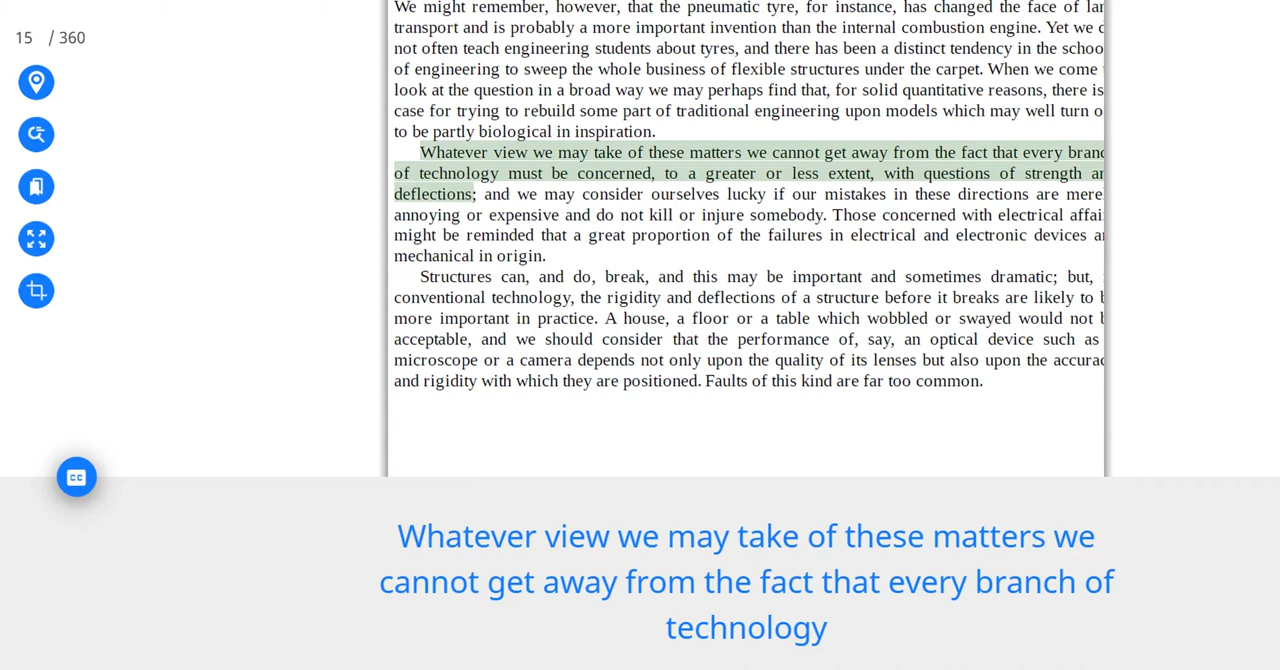 15 / 360
We might remember, however, that the pneumatic tyre, for instance, has changed the face of
transport and is probably a more important invention than the internal combustion engine. Yet we
not often teach engineering students about tyres, and there has been a distinct tendency in the
of engineering to sweep the whole business of flexible structures under the carpet. When we come
look at the question in a broad way we may perhaps find that, for solid quantitative reasons, there is
case for trying to rebuild some part of traditional engineering upon models which may well turn
to be partly biological in inspiration.
Whatever view we may take of these matters we cannot get away from the fact that every
of technology must be concerned, to a greater or less extent, with questions of strength
deflections; and we may consider ourselves lucky if our mistakes in these directions are
annoying or expensive and do not kill or injure somebody. Those concerned with electrical
might be reminded that a great proportion of the failures in electrical and electronic devices
mechanical in origin.
Structures can, and do, break, and this may be important and sometimes dramatic; but,
conventional technology, the rigidity and deflections of a structure before it breaks are likely to
more important in practice. A house, a floor or a table which wobbled or swayed would not
acceptable, and we should consider that the performance of, say, an optical device such as
microscope or a camera depends not only upon the quality of its lenses but also upon the
and rigidity with which they are positioned. Faults of this kind are far too common.
CC
Whatever view we may take of these matters we
cannot get away from the fact that every branch of
technology